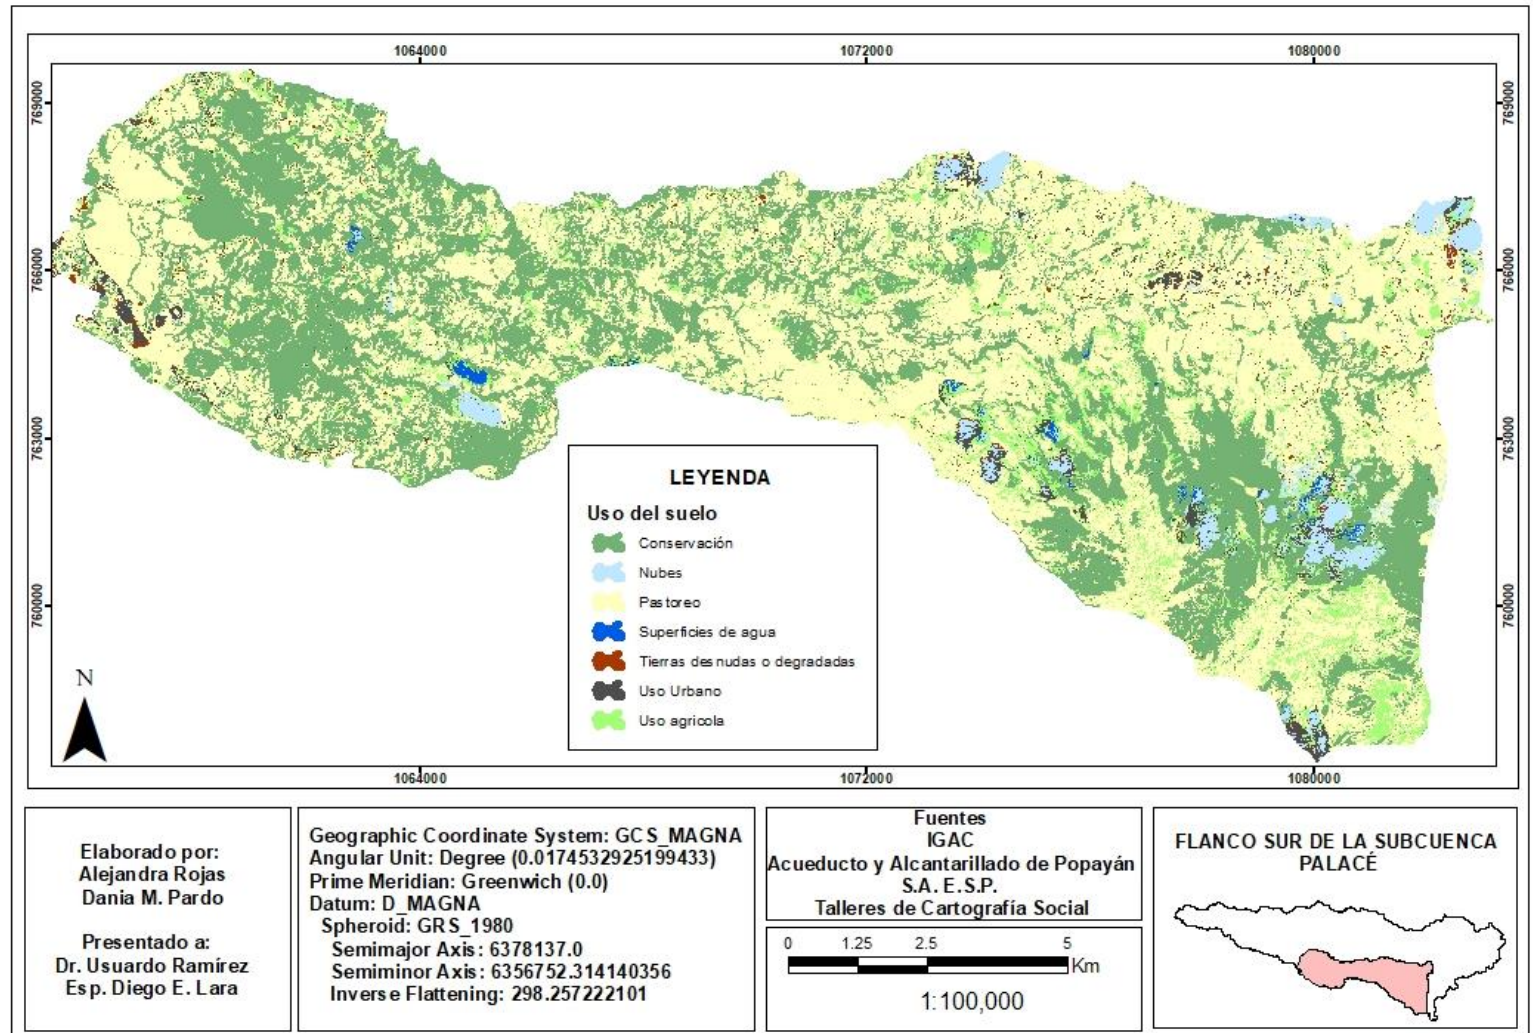 1064000
1072000
1080000
769000
769000
766000
766000
763000
763000
760000
760000
LEYENDA
Uso del suelo
Conservación
Nubes
Pastoreo
Superficies de agua
Tierras desnudas o degradadas
Uso Urbano
Uso agricola
N
1064000
1072000
1080000
Elaborado por:
Alejandra Rojas
Dania M. Pardo
Presentado a:
Dr. Usuardo Ramírez
Esp. Diego E. Lara
Geographic Coordinate System: GCS_MAGNA
Angular Unit: Degree (0.0174532925199433)
Prime Meridian: Greenwich (0.0)
Datum: D_MAGNA
Spheroid: GRS_1980
Semimajor Axis: 6378137.0
Semiminor Axis: 6356752.314140356
Inverse Flattening: 298.257222101
Fuentes
IGAC
Acueducto y Alcantarillado de Popayán
S.A. E.S.P.
Talleres de Cartografía Social
0 1.25 2.5 5
Km
1:100,000
FLANCO SUR DE LA SUBCUENCA
PALACÉ